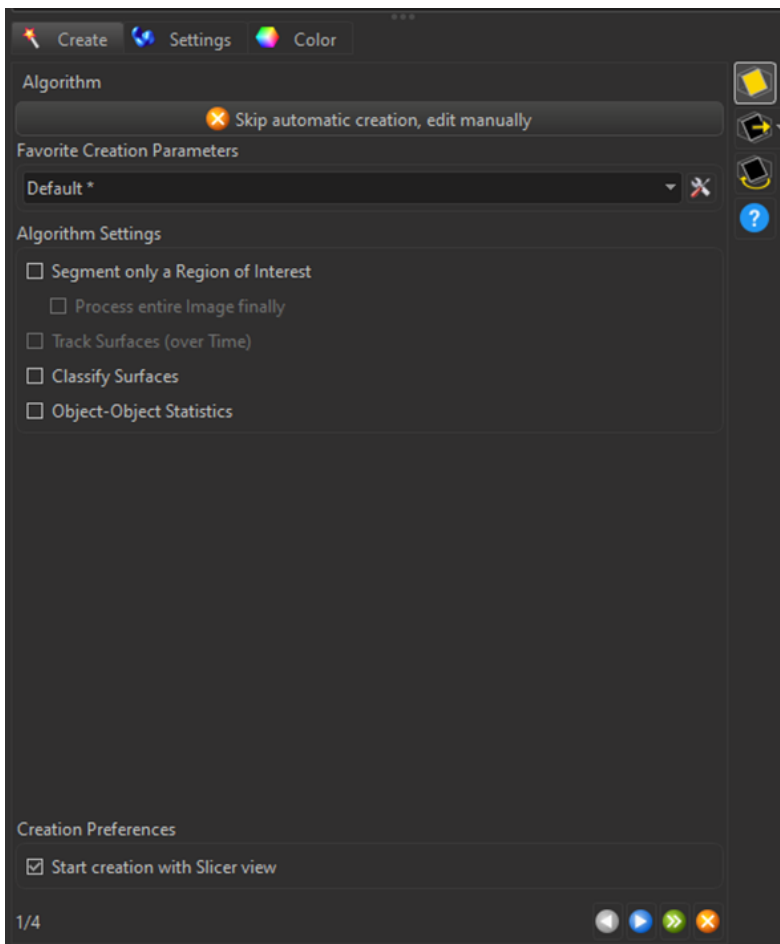 Create Settings Color
Algorithm
Skip automatic creation, edit manually
Favorite Creation Parameters
Default *
Algorithm Settings
Segment only a Region of Interest
Process entire Image finally
Track Surfaces (over Time)
Classify Surfaces
Object-Object Statistics
Creation Preferences
Start creation with Slicer view
1/4